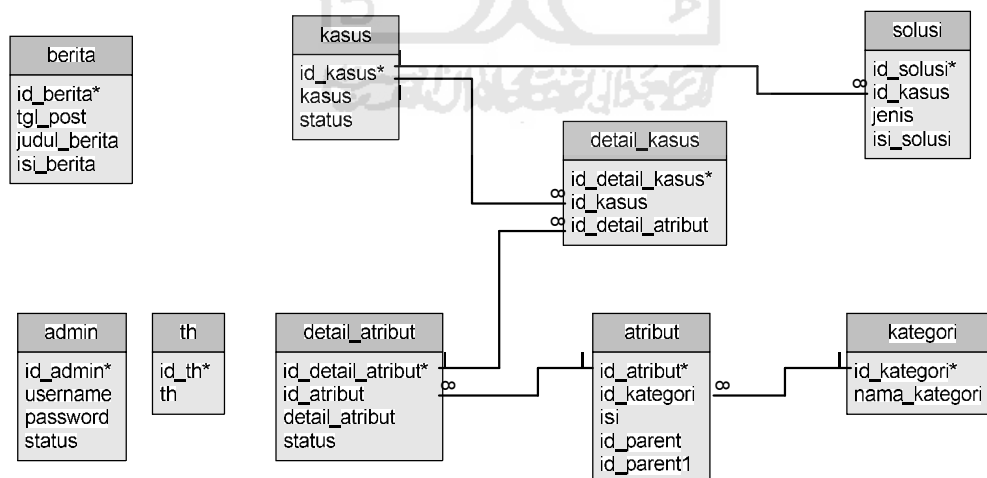 berita
id_berita*
tgl_post
judul_berita
isi_berita
kasus
id_kasus*
kasus
status
solusi
id_solusi*
id_kasus
jenis
isi_solusi
detail_kasus
id_detail_kasus*
id_kasus
id_detail_atribut
admin
id_admin*
username
password
status
th
id_th*
th
detail_atribut
id_detail_atribut*
id_atribut
detail_atribut
status
atribut
id_atribut*
id_kategori
isi
id_parent
id_parent1
kategori
id_kategori*
nama_kategori